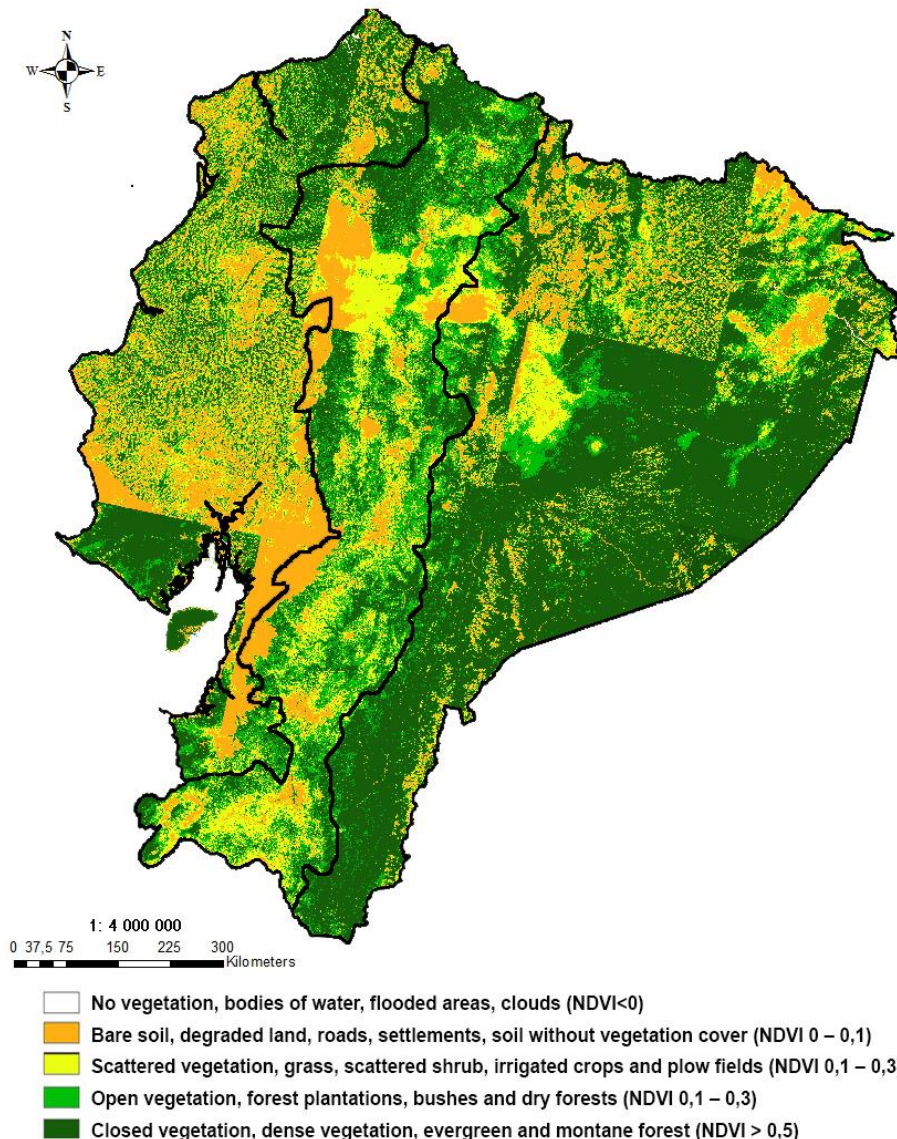 N
W E
S
1: 4 000 000
0 37,5 75 150 225 300
Kilometers
No vegetation, bodies of water, flooded areas, clouds (NDVI<0)
Bare soil, degraded land, roads, settlements, soil without vegetation cover (NDVI 0 – 0,1)
Scattered vegetation, grass, scattered shrub, irrigated crops and plow fields (NDVI 0,1 – 0,3
Open vegetation, forest plantations, bushes and dry forests (NDVI 0,1 – 0,3)
Closed vegetation, dense vegetation, evergreen and montane forest (NDVI > 0,5)